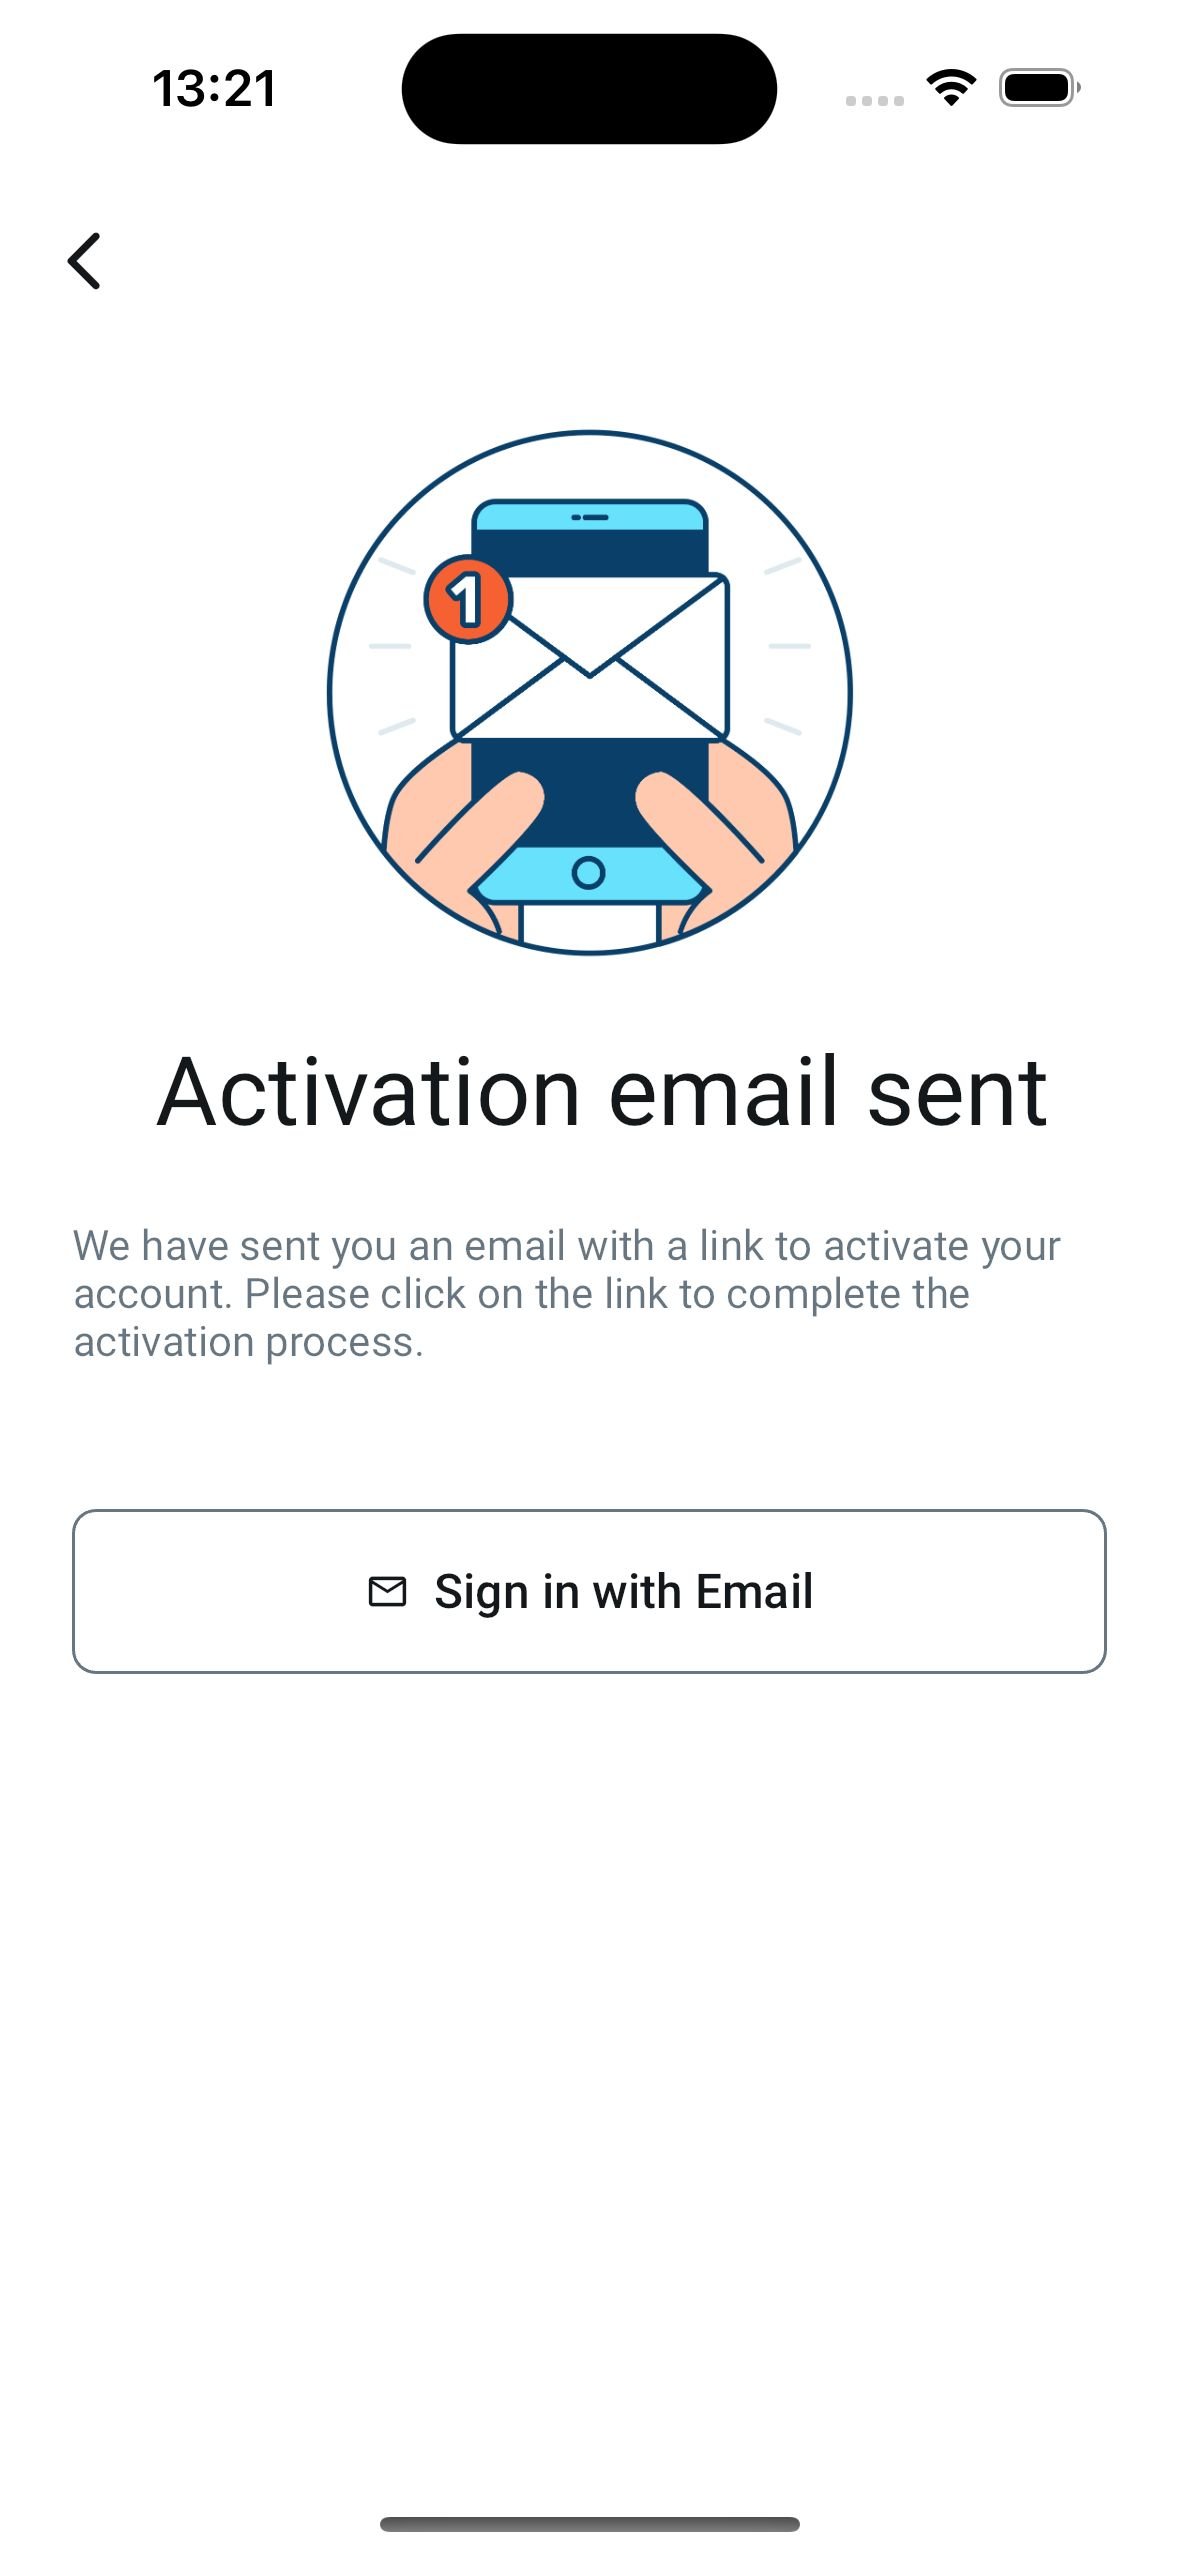 13:21
1
Activation email sent
We have sent you an email with a link to activate your
account. Please click on the link to complete the
activation process.
Sign in with Email